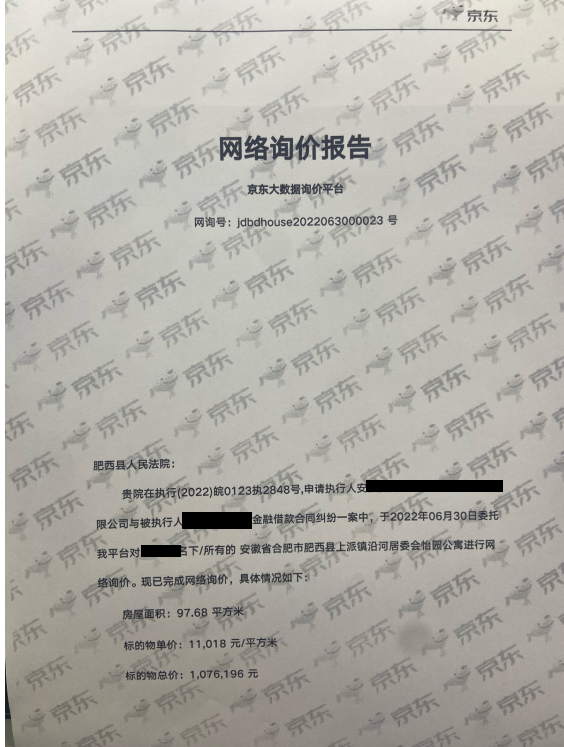 京东
网络询价报告
京东大数据询价平台
网询号：jdbdhouse2022063000023 号
肥西县人民法院：
贵院在执行(2022)皖0123执2848号,申请执行人安
限公司与被执行人 金融借款合同纠纷一案中，于2022年06月30日委托
我平台对 名下/所有的 安徽省合肥市肥西县上派镇沿河居委会怡园公寓进行网
络询价。现已完成网络询价，具体情况如下：
房屋面积：97.68 平方米
标的物单价：11,018 元/平方米
标的物总价：1,076,196 元